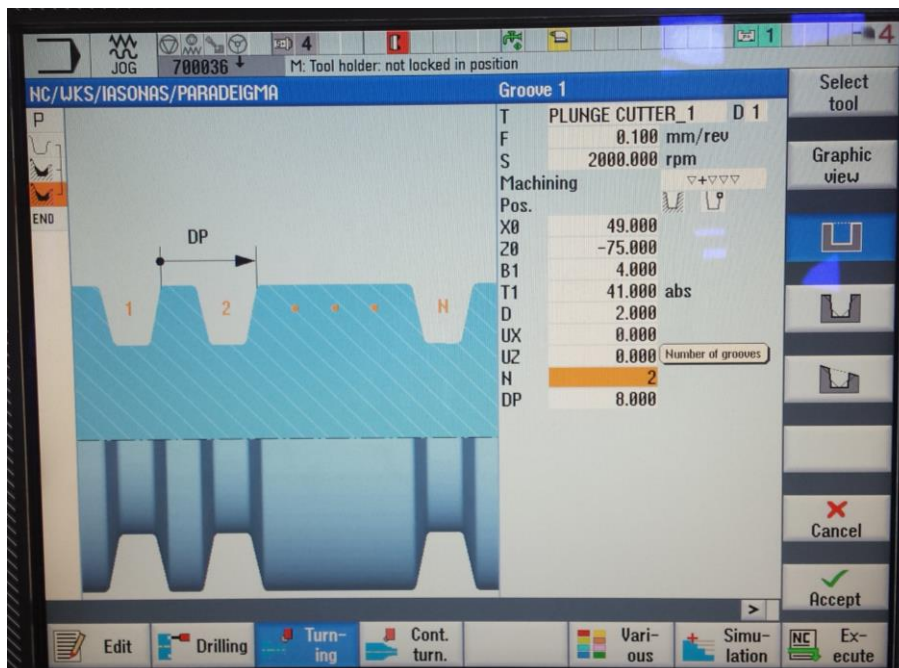 4
1
4
JOG
700036
M: Tool holder: not locked in position
NC/WKS/IASONAS/PARADEIGMA
Groove 1
Select tool
P
T PLUNGE CUTTER_1 D 1
F 0.100 mm/rev
S 2000.000 rpm
Machining ▽+▽▽▽
Pos.
Graphic view
X0 49.000
Z0 -75.000
B1 4.000
T1 41.000 abs
D 2.000
UX 0.000
UZ 0.000
Number of grooves
N 2
DP 8.000
END
DP
1 2 N
Cancel
Accept
>
Edit
Drilling
Turn-
ing
Cont.
turn.
Vari-
ous
Simu-
lation
NC
Ex-
ecute